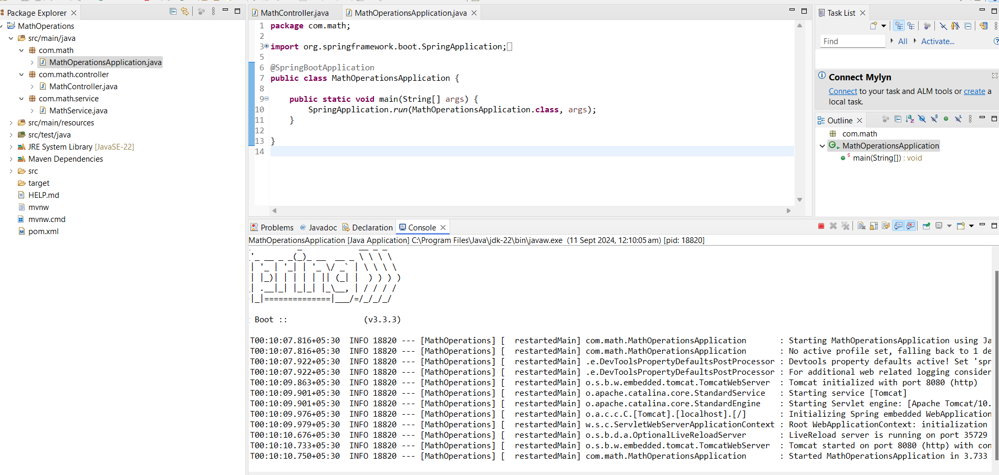 Package Explorer
MathOperations
src/main/java
com.math
MathOperationsApplication.java
com.math.controller
MathController.java
com.math.service
MathService.java
src/main/resources
src/test/java
JRE System Library [JavaSE-22]
Maven Dependencies
src
target
HELP.md
mvnw
mvnw.cmd
pom.xml
MathController.java
MathOperationsApplication.java
1 package com.math;
2
3 import org.springframework.boot.SpringApplication;
5
6 @SpringBootApplication
7 public class MathOperationsApplication {
8
9     public static void main(String[] args) {
10         SpringApplication.run(MathOperationsApplication.class, args);
11     }
12
13 }
14
Task List
Find
All
Activate...
Connect Mylyn
Connect to your task and ALM tools or create a
local task.
Outline
com.math
MathOperationsApplication
main(String[]) : void
Problems
@ Javadoc
Declaration
Console
MathOperationsApplication [Java Application] C:\Program Files\Java\jdk-22\bin\javaw.exe (11 Sept 2024, 12:10:05 am) [pid: 18820]
          _            __ _ _
'_ __ _ _(_)_ __  __ _ \ \ \ \
| '_ | '_| | '_ \/ _` | \ \ \ \
| |_)| | | | | || (_| |  ) ) ) )
| .__|_| |_|_| |_\__, | / / / /
|_|==============|___/=/_/_/_/
Boot ::                (v3.3.3)
T00:10:07.816+05:30  INFO 18820 --- [MathOperations] [  restartedMain] com.math.MathOperationsApplication       : Starting MathOperationsApplication using Ja
T00:10:07.816+05:30  INFO 18820 --- [MathOperations] [  restartedMain] com.math.MathOperationsApplication       : No active profile set, falling back to 1 de
T00:10:07.922+05:30  INFO 18820 --- [MathOperations] [  restartedMain] .e.DevToolsPropertyDefaultsPostProcessor : Devtools property defaults active! Set 'spr
T00:10:07.922+05:30  INFO 18820 --- [MathOperations] [  restartedMain] .e.DevToolsPropertyDefaultsPostProcessor : For additional web related logging consider
T00:10:09.863+05:30  INFO 18820 --- [MathOperations] [  restartedMain] o.s.b.w.embedded.tomcat.TomcatWebServer  : Tomcat initialized with port 8080 (http)
T00:10:09.901+05:30  INFO 18820 --- [MathOperations] [  restartedMain] o.apache.catalina.core.StandardService   : Starting service [Tomcat]
T00:10:09.901+05:30  INFO 18820 --- [MathOperations] [  restartedMain] o.apache.catalina.core.StandardEngine    : Starting Servlet engine: [Apache Tomcat/10.
T00:10:09.976+05:30  INFO 18820 --- [MathOperations] [  restartedMain] o.a.c.c.C.[Tomcat].[localhost].[/]       : Initializing Spring embedded WebApplication
T00:10:09.979+05:30  INFO 18820 --- [MathOperations] [  restartedMain] w.s.c.ServletWebServerApplicationContext : Root WebApplicationContext: initialization
T00:10:10.676+05:30  INFO 18820 --- [MathOperations] [  restartedMain] o.s.b.d.a.OptionalLiveReloadServer       : LiveReload server is running on port 35729
T00:10:10.733+05:30  INFO 18820 --- [MathOperations] [  restartedMain] o.s.b.w.embedded.tomcat.TomcatWebServer  : Tomcat started on port 8080 (http) with con
T00:10:10.750+05:30  INFO 18820 --- [MathOperations] [  restartedMain] com.math.MathOperationsApplication       : Started MathOperationsApplication in 3.733